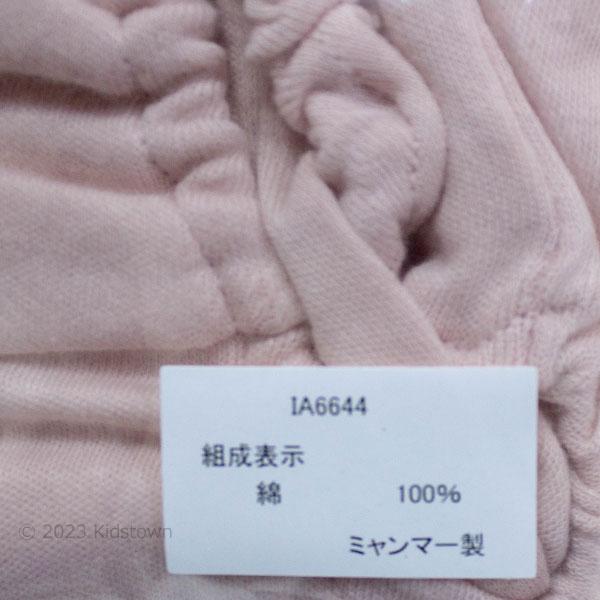 IA6644
組成表示
綿 100%
ミャンマー製
© 2023 Kidstown